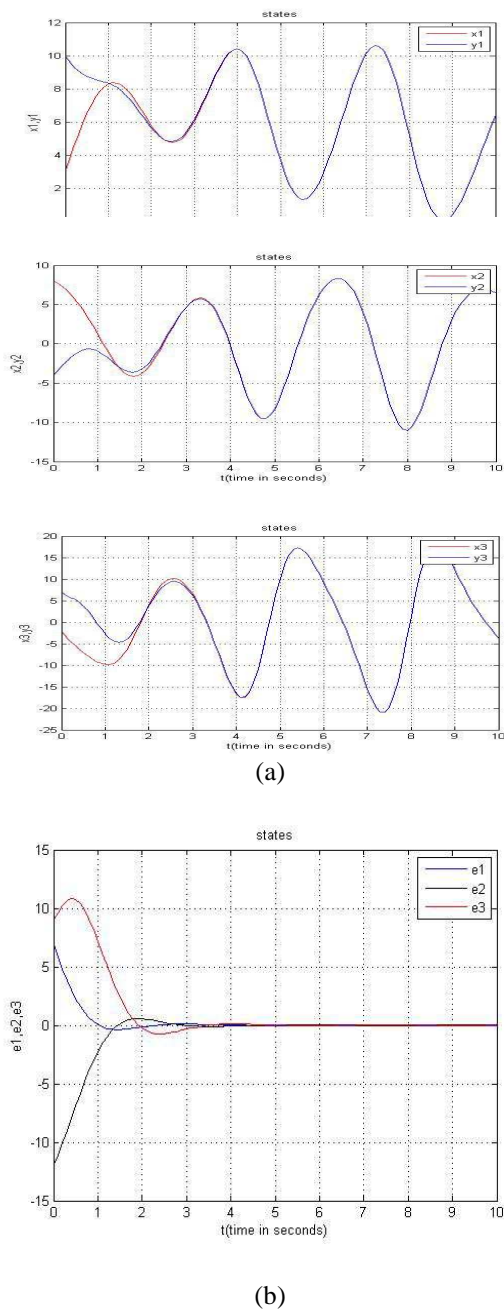 states
12
10
8
6
4
2
x1,y1
x1
y1
states
10
5
0
-5
-10
-15
x2,y2
x2
y2
0 1 2 3 4 5 6 7 8 9 10
t(time in seconds)
states
20
15
10
5
0
-5
-10
-15
-20
-25
x3,y3
x3
y3
0 1 2 3 4 5 6 7 8 9 10
t(time in seconds)
(a)
states
15
10
5
0
-5
-10
-15
e1,e2,e3
e1
e2
e3
0 1 2 3 4 5 6 7 8 9 10
t(time in seconds)
(b)